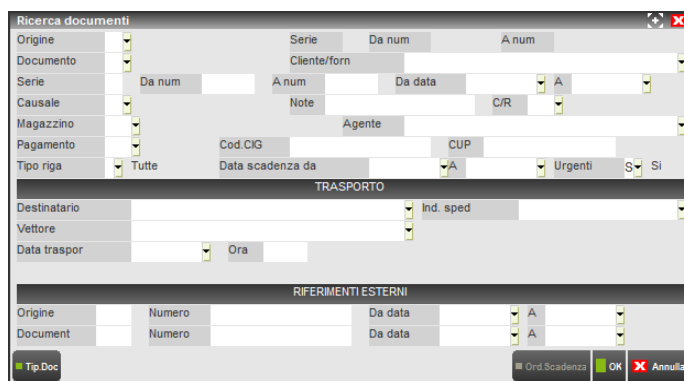 Ricerca documenti
Origine Serie Da num A num
Documento Cliente/forn
Serie Da num A num Da data A
Causale Note C/R
Magazzino Agente
Pagamento Cod.CIG CUP
Tipo riga Tutte Data scadenza da A Urgenti S Si
TRASPORTO
Destinatario Ind. sped
Vettore
Data traspor Ora
RIFERIMENTI ESTERNI
Origine Numero Da data A
Document Numero Da data A
Tip.Doc Ord.Scadenza OK Annulla